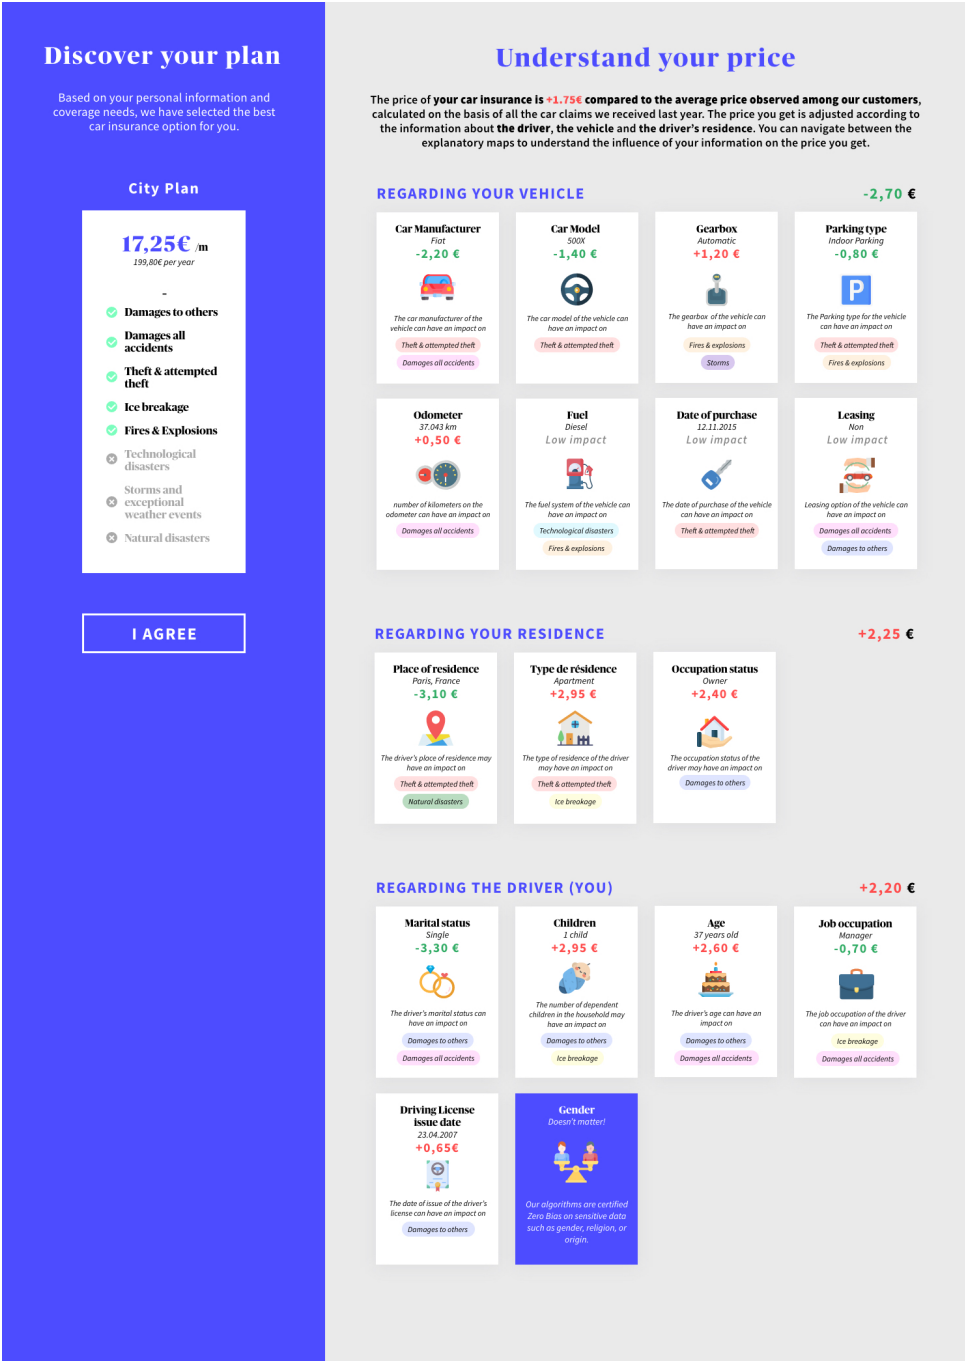 Discover your plan
Based on your personal information and
coverage needs, we have selected the best
car insurance option for you.
City Plan
17,25€ /m
199,80€ per year
-
Damages to others
Damages all
accidents
Theft & attempted
theft
Ice breakage
Fires & Explosions
Technological
disasters
Storms and
exceptional
weather events
Natural disasters
I AGREE
Understand your price
The price of your car insurance is +1.75€ compared to the average price observed among our customers,
calculated on the basis of all the car claims we received last year. The price you get is adjusted according to
the information about the driver, the vehicle and the driver's residence. You can navigate between the
explanatory maps to understand the influence of your information on the price you get.
REGARDING YOUR VEHICLE
-2,70 €
Car Manufacturer
Fiat
-2,20 €
The car manufacturer of the
vehicle can have an impact on
Theft & attempted theft
Damages all accidents
Car Model
500X
-1,40 €
The car model of the vehicle can
have an impact on
Theft & attempted theft
Gearbox
Automatic
+1,20 €
The gearbox of the vehicle can
have an impact on
Fires & explosions
Storms
Parking type
Indoor Parking
-0,80 €
P
The Parking type for the vehicle
can have an impact on
Theft & attempted theft
Fires & explosions
Odometer
37.043 km
+0,50 €
number of kilometers on the
odometer can have an impact on
Damages all accidents
Fuel
Diesel
Low impact
The fuel system of the vehicle can
have an impact on
Technological disasters
Fires & explosions
Date of purchase
12.11.2015
Low impact
The date of purchase of the vehicle
can have an impact on
Theft & attempted theft
Leasing
Non
Low impact
Leasing option of the vehicle can
have an impact on
Damages all accidents
Damages to others
REGARDING YOUR RESIDENCE
+2,25 €
Place of residence
Paris, France
-3,10 €
The driver's place of residence may
have an impact on
Theft & attempted theft
Natural disasters
Type de résidence
Apartment
+2,95 €
The type of residence of the driver
may have an impact on
Theft & attempted theft
Ice breakage
Occupation status
Owner
+2,40 €
The occupation status of the
driver may have an impact on
Damages to others
REGARDING THE DRIVER (YOU)
+2,20 €
Marital status
Single
-3,30 €
The driver's marital status can
have an impact on
Damages to others
Damages all accidents
Children
1 child
+2,95 €
The number of dependent
children in the household may
have an impact on
Damages to others
Ice breakage
Age
37 years old
+2,60 €
The driver's age can have an
impact on
Damages to others
Damages all accidents
Job occupation
Manager
-0,70 €
The job occupation of the driver
can have an impact on
Ice breakage
Damages all accidents
Driving License
issue date
23.04.2007
+0,65€
The date of issue of the driver's
license can have an impact on
Damages to others
Gender
Doesn't matter!
Our algorithms are certified
Zero Bias on sensitive data
such as gender, religion, or
origin.